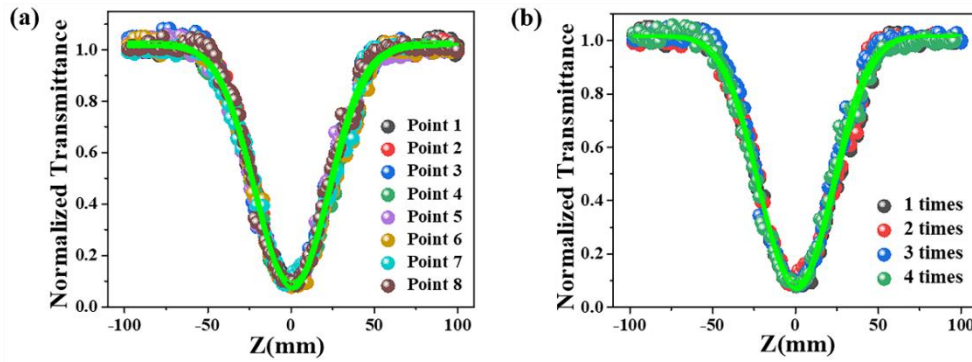 (a)
Normalized Transmittance
1.0
0.8
0.6
0.4
0.2
0.0
-100
-50
0
50
100
Z(mm)
Point 1
Point 2
Point 3
Point 4
Point 5
Point 6
Point 7
Point 8
(b)
Normalized Transmittance
1.0
0.8
0.6
0.4
0.2
0.0
-100
-50
0
50
100
Z(mm)
1 times
2 times
3 times
4 times